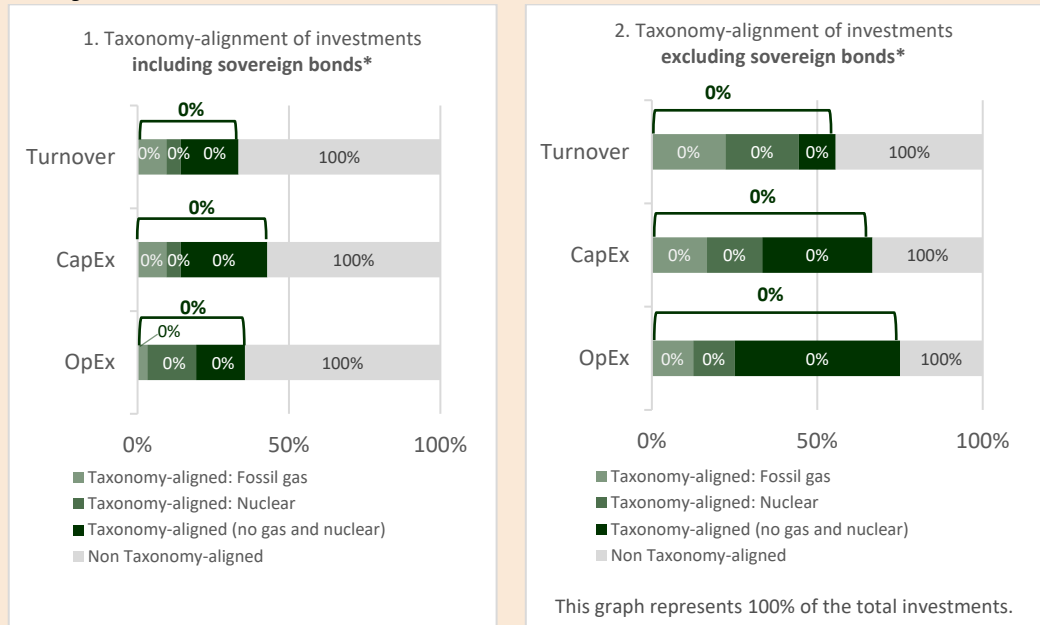 1. Taxonomy-alignment of investments
including sovereign bonds*
0%
Turnover
0% 0% 0% 100%
0%
CapEx
0% 0% 0% 100%
0%
0%
OpEx
0% 0% 100%
0% 50% 100%
Taxonomy-aligned: Fossil gas
Taxonomy-aligned: Nuclear
Taxonomy-aligned (no gas and nuclear)
Non Taxonomy-aligned
2. Taxonomy-alignment of investments
excluding sovereign bonds*
0%
Turnover
0% 0% 0% 100%
0%
CapEx
0% 0% 0% 100%
0%
OpEx
0% 0% 0% 100%
0% 50% 100%
Taxonomy-aligned: Fossil gas
Taxonomy-aligned: Nuclear
Taxonomy-aligned (no gas and nuclear)
Non Taxonomy-aligned
This graph represents 100% of the total investments.